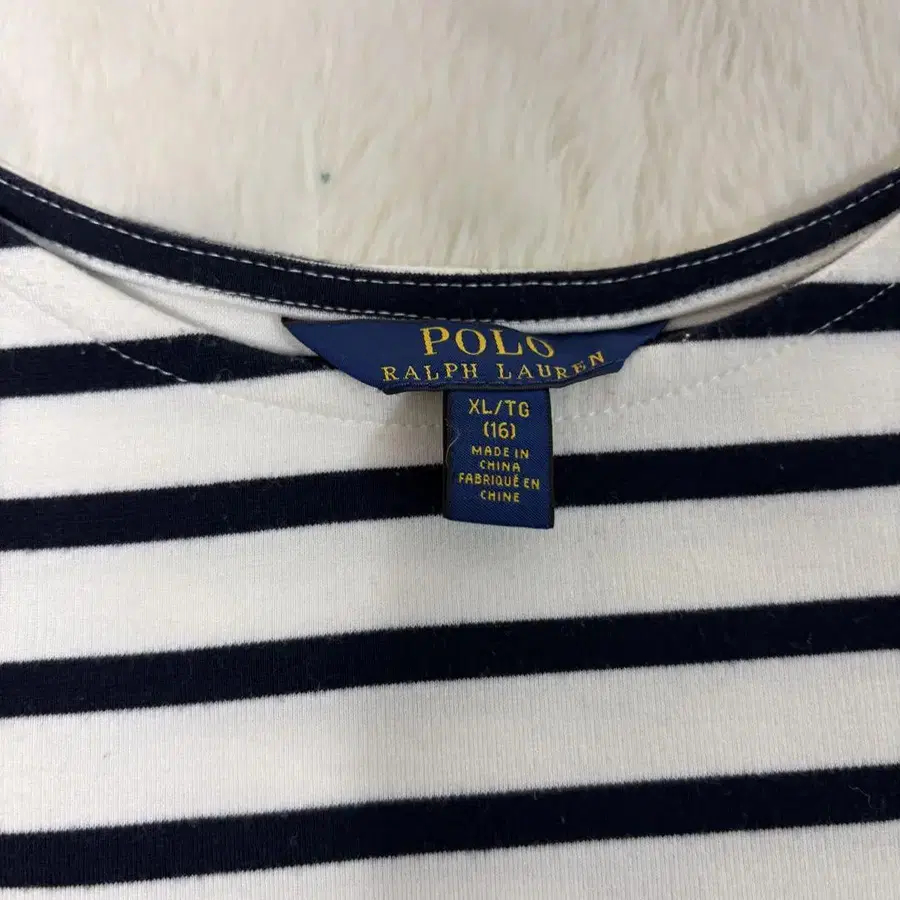 POLO
RALPH LAUREN
XL/TG
(16)
MADE IN
CHINA
FABRIQUÉ EN
CHINE